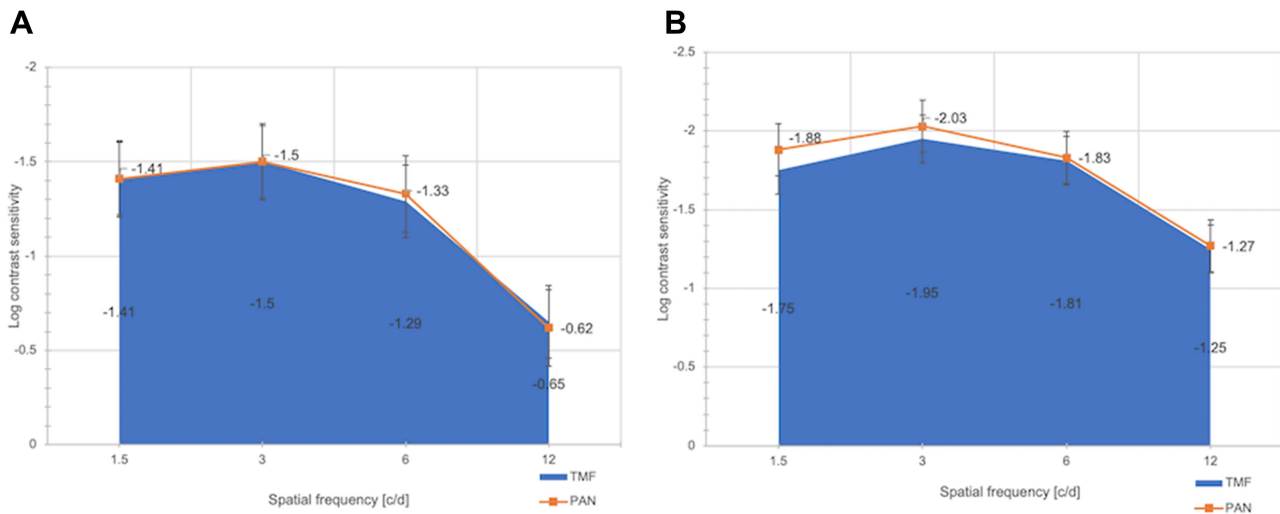 A
-2
-1.5
-1
-0.5
0
Log contrast sensitivity
-1.41
-1.5
-1.33
-0.62
-1.41
-1.5
-1.29
-0.65
1.5 3 6 12
Spatial frequency [c/d]
TMF
PAN
B
-2.5
-2
-1.5
-1
-0.5
0
Log contrast sensitivity
-1.88
-2.03
-1.83
-1.27
-1.75
-1.95
-1.81
-1.25
1.5 3 6 12
Spatial frequency [c/d]
TMF
PAN